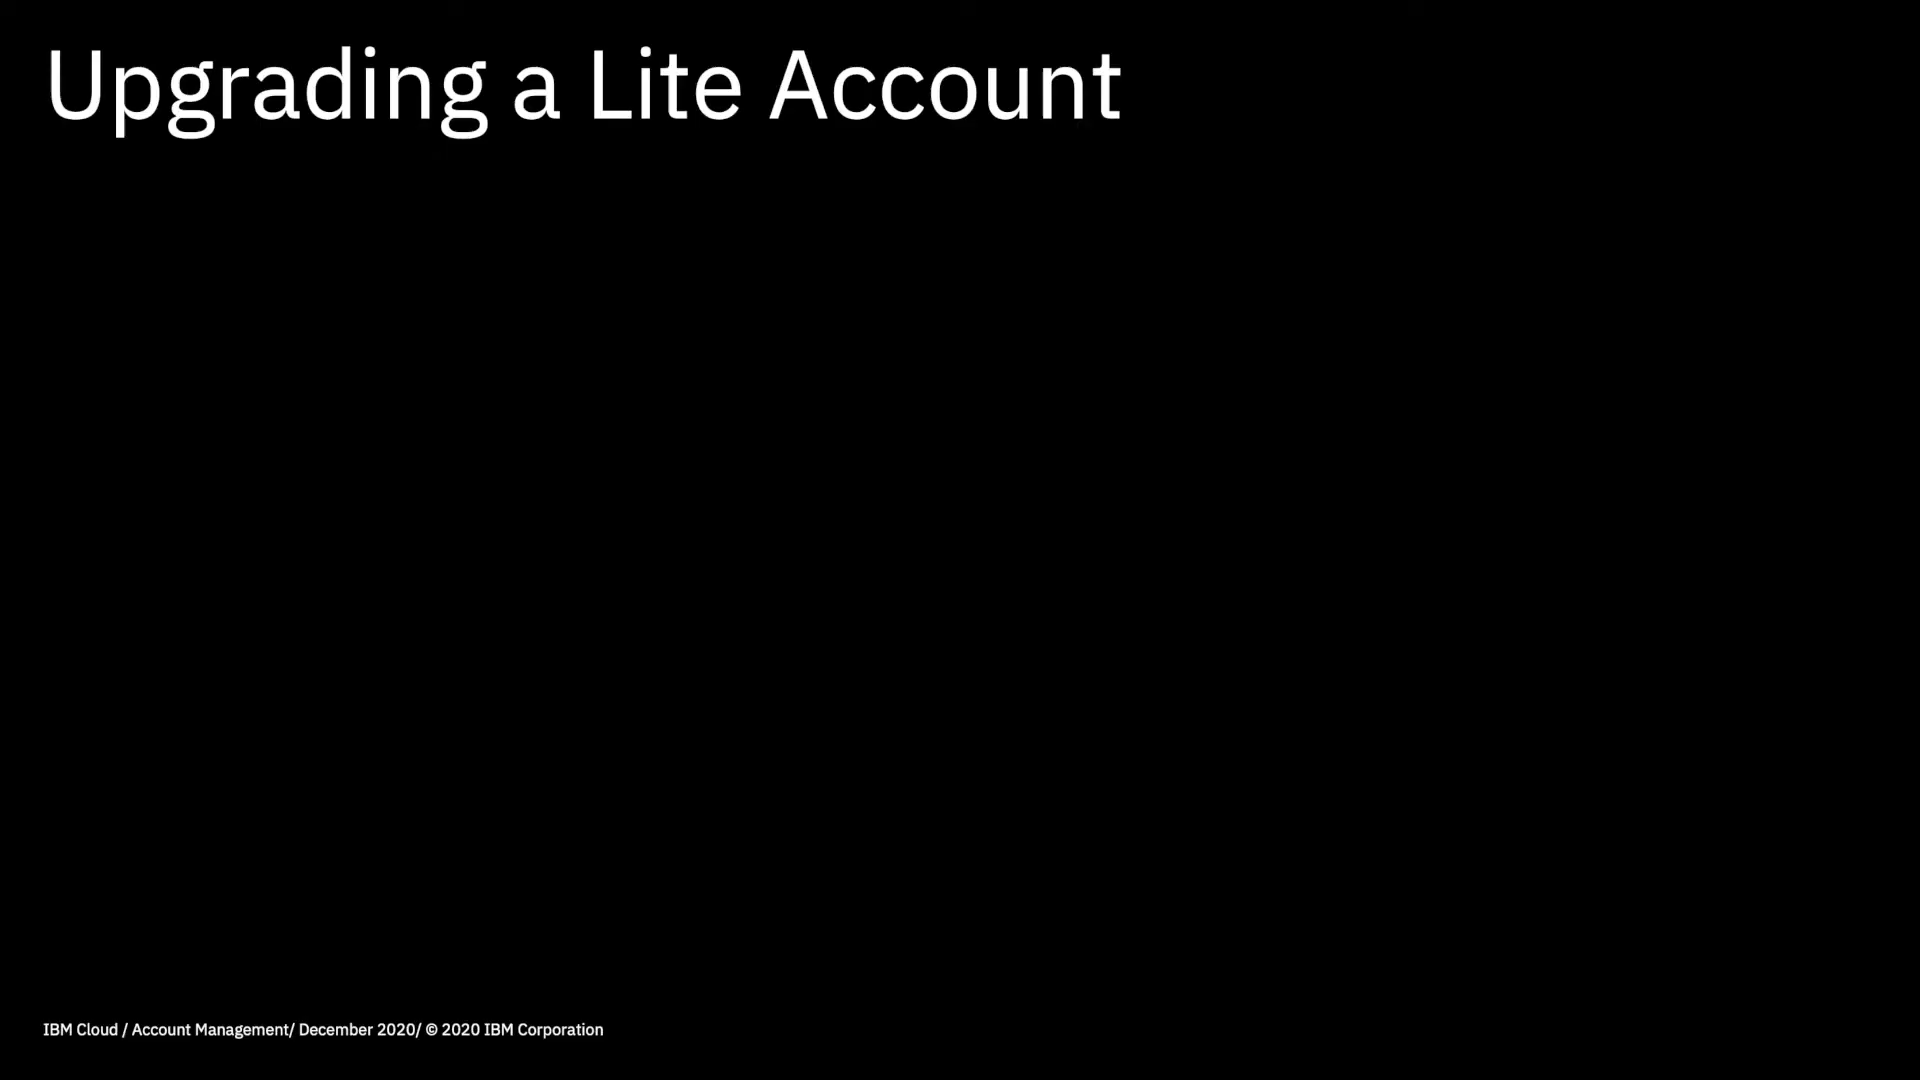 Upgrading a Lite Account
IBM Cloud / Account Management/ December 2020/ © 2020 IBM Corporation